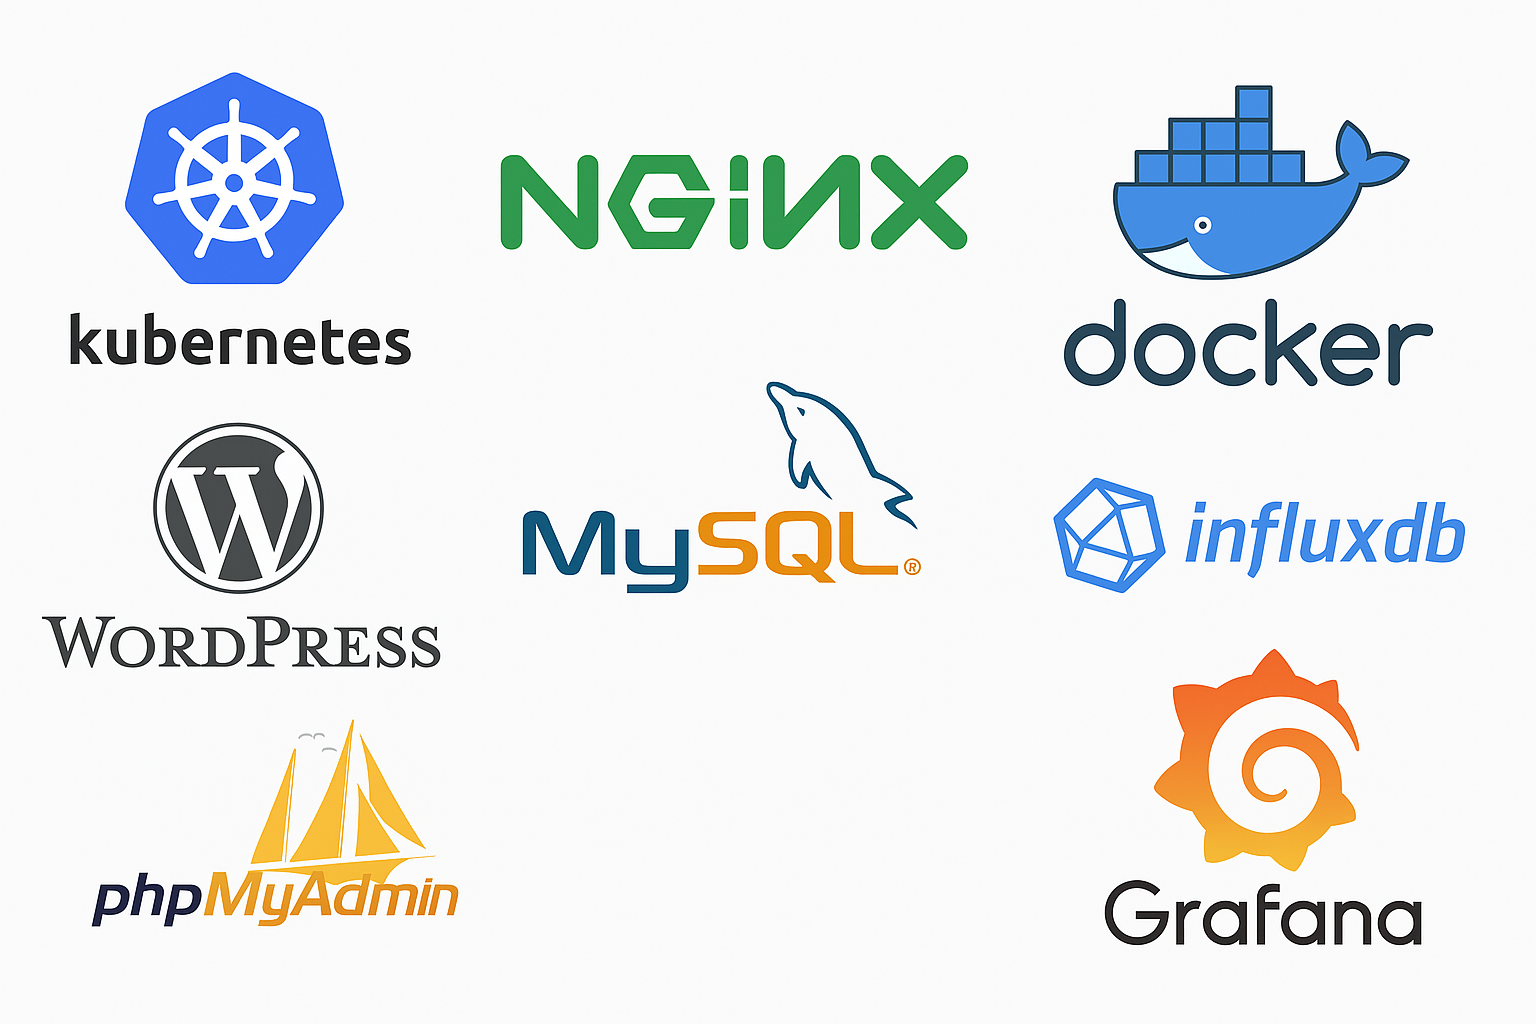 kubernetes
NGiNX
docker
W
WORDPRESS
MySQL®
influxdb
phpMyAdmin
Grafana